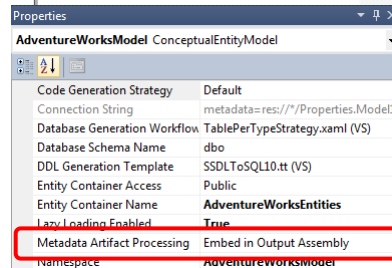 Properties
AdventureWorksModel ConceptualEntityModel
Code Generation Strategy Default
Connection String metadata=res://*/Properties.Model
Database Generation Workflow TablePerTypeStrategy.xaml (VS)
Database Schema Name dbo
DDL Generation Template SSDLToSQL10.tt (VS)
Entity Container Access Public
Entity Container Name AdventureWorksEntities
Lazy Loading Enabled True
Metadata Artifact Processing Embed in Output Assembly
Namespace AdventureWorksModel